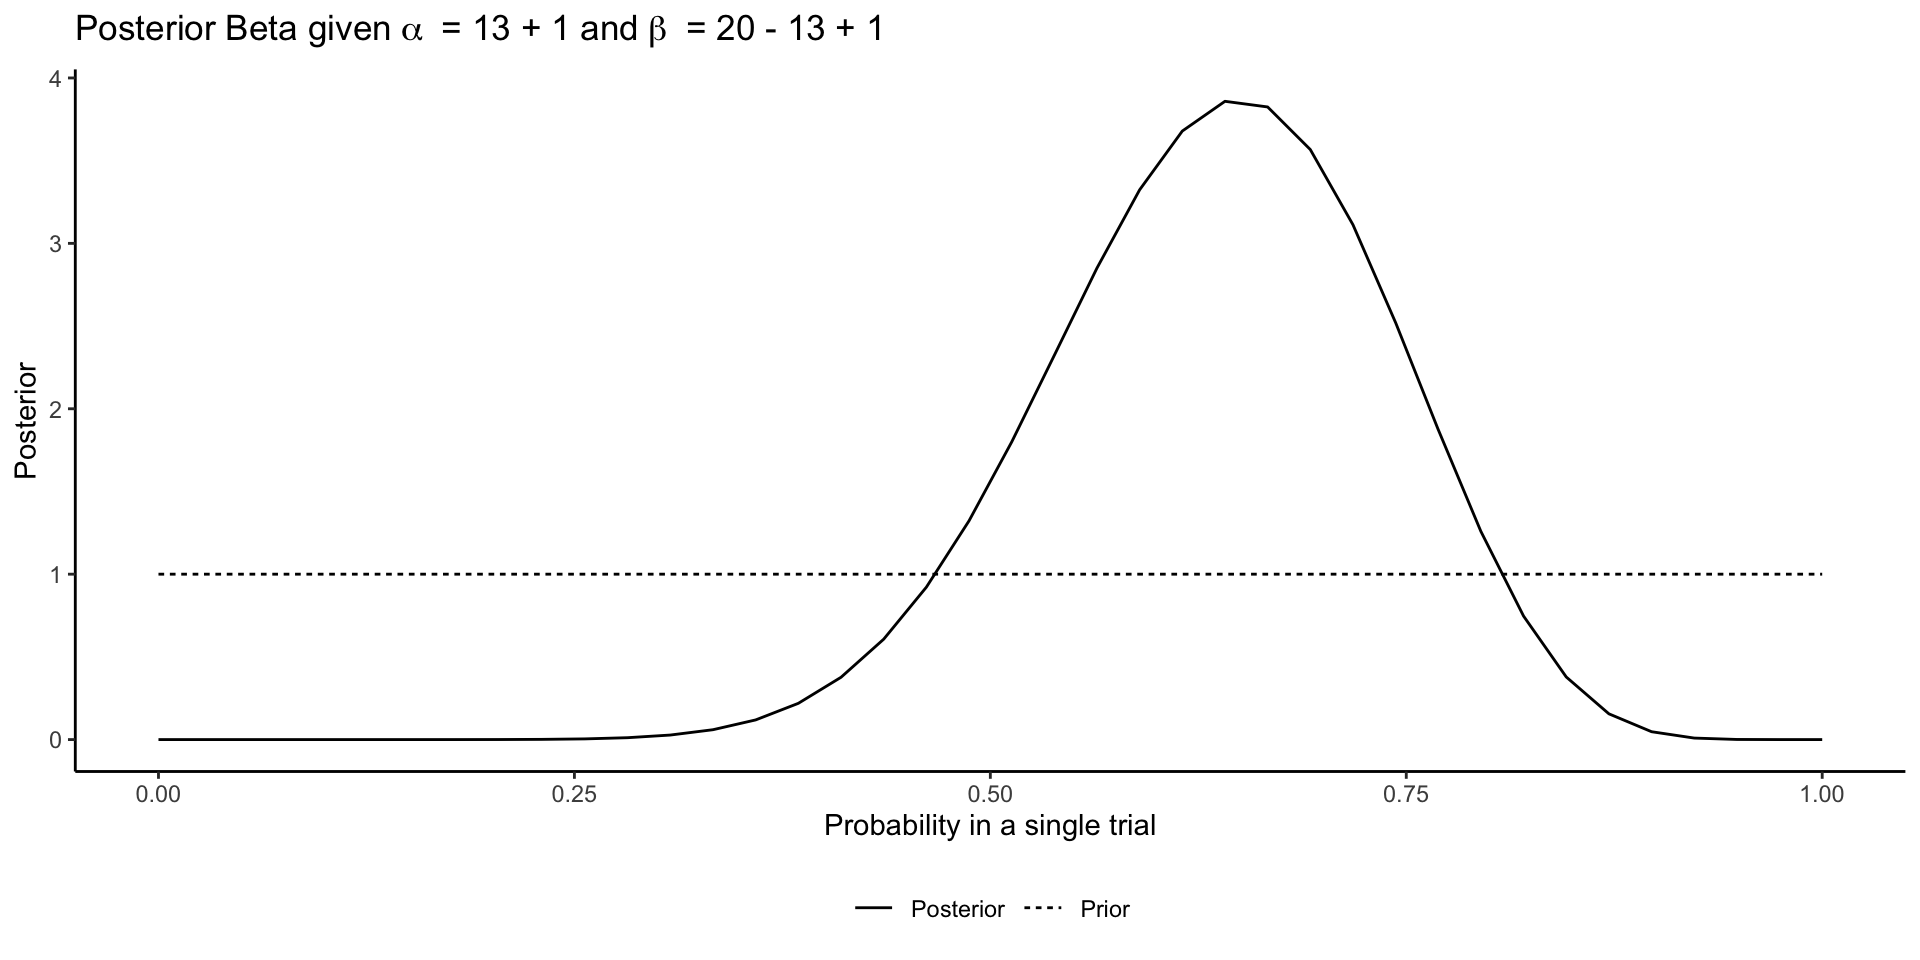 Posterior Beta given α = 13 + 1 and β = 20 - 13 + 1
4
3
2
1
0
Posterior
0.00 0.25 0.50 0.75 1.00
Probability in a single trial
Posterior Prior